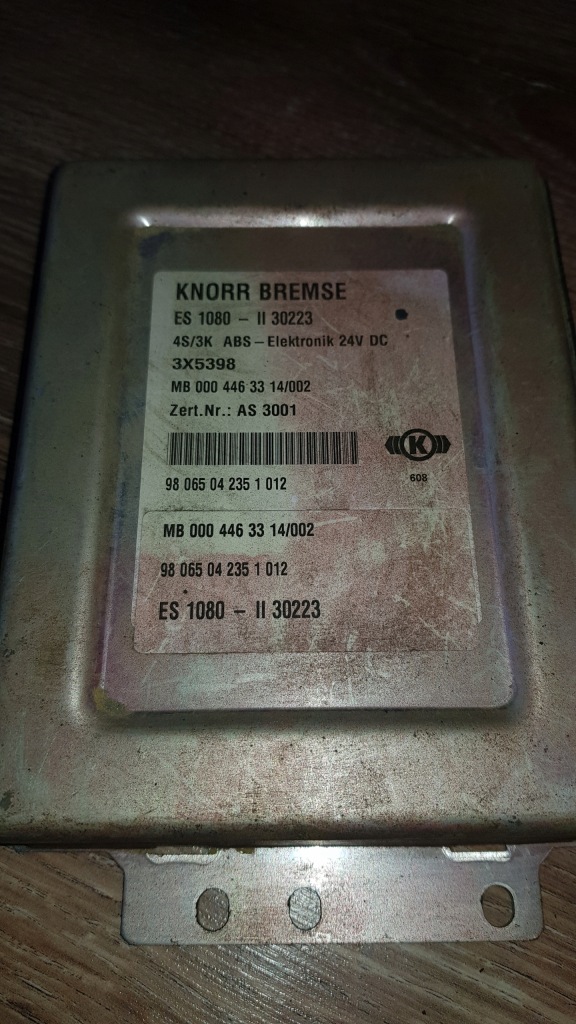 KNORR BREMSE
ES 1080 – II 30223
4S/3K ABS – Elektronik 24V DC
3X5398
MB 000 446 33 14/002
Zert.Nr.: AS 3001
K
608
98 065 04 235 1 012
MB 000 446 33 14/002
98 065 04 235 1 012
ES 1080 – II 30223